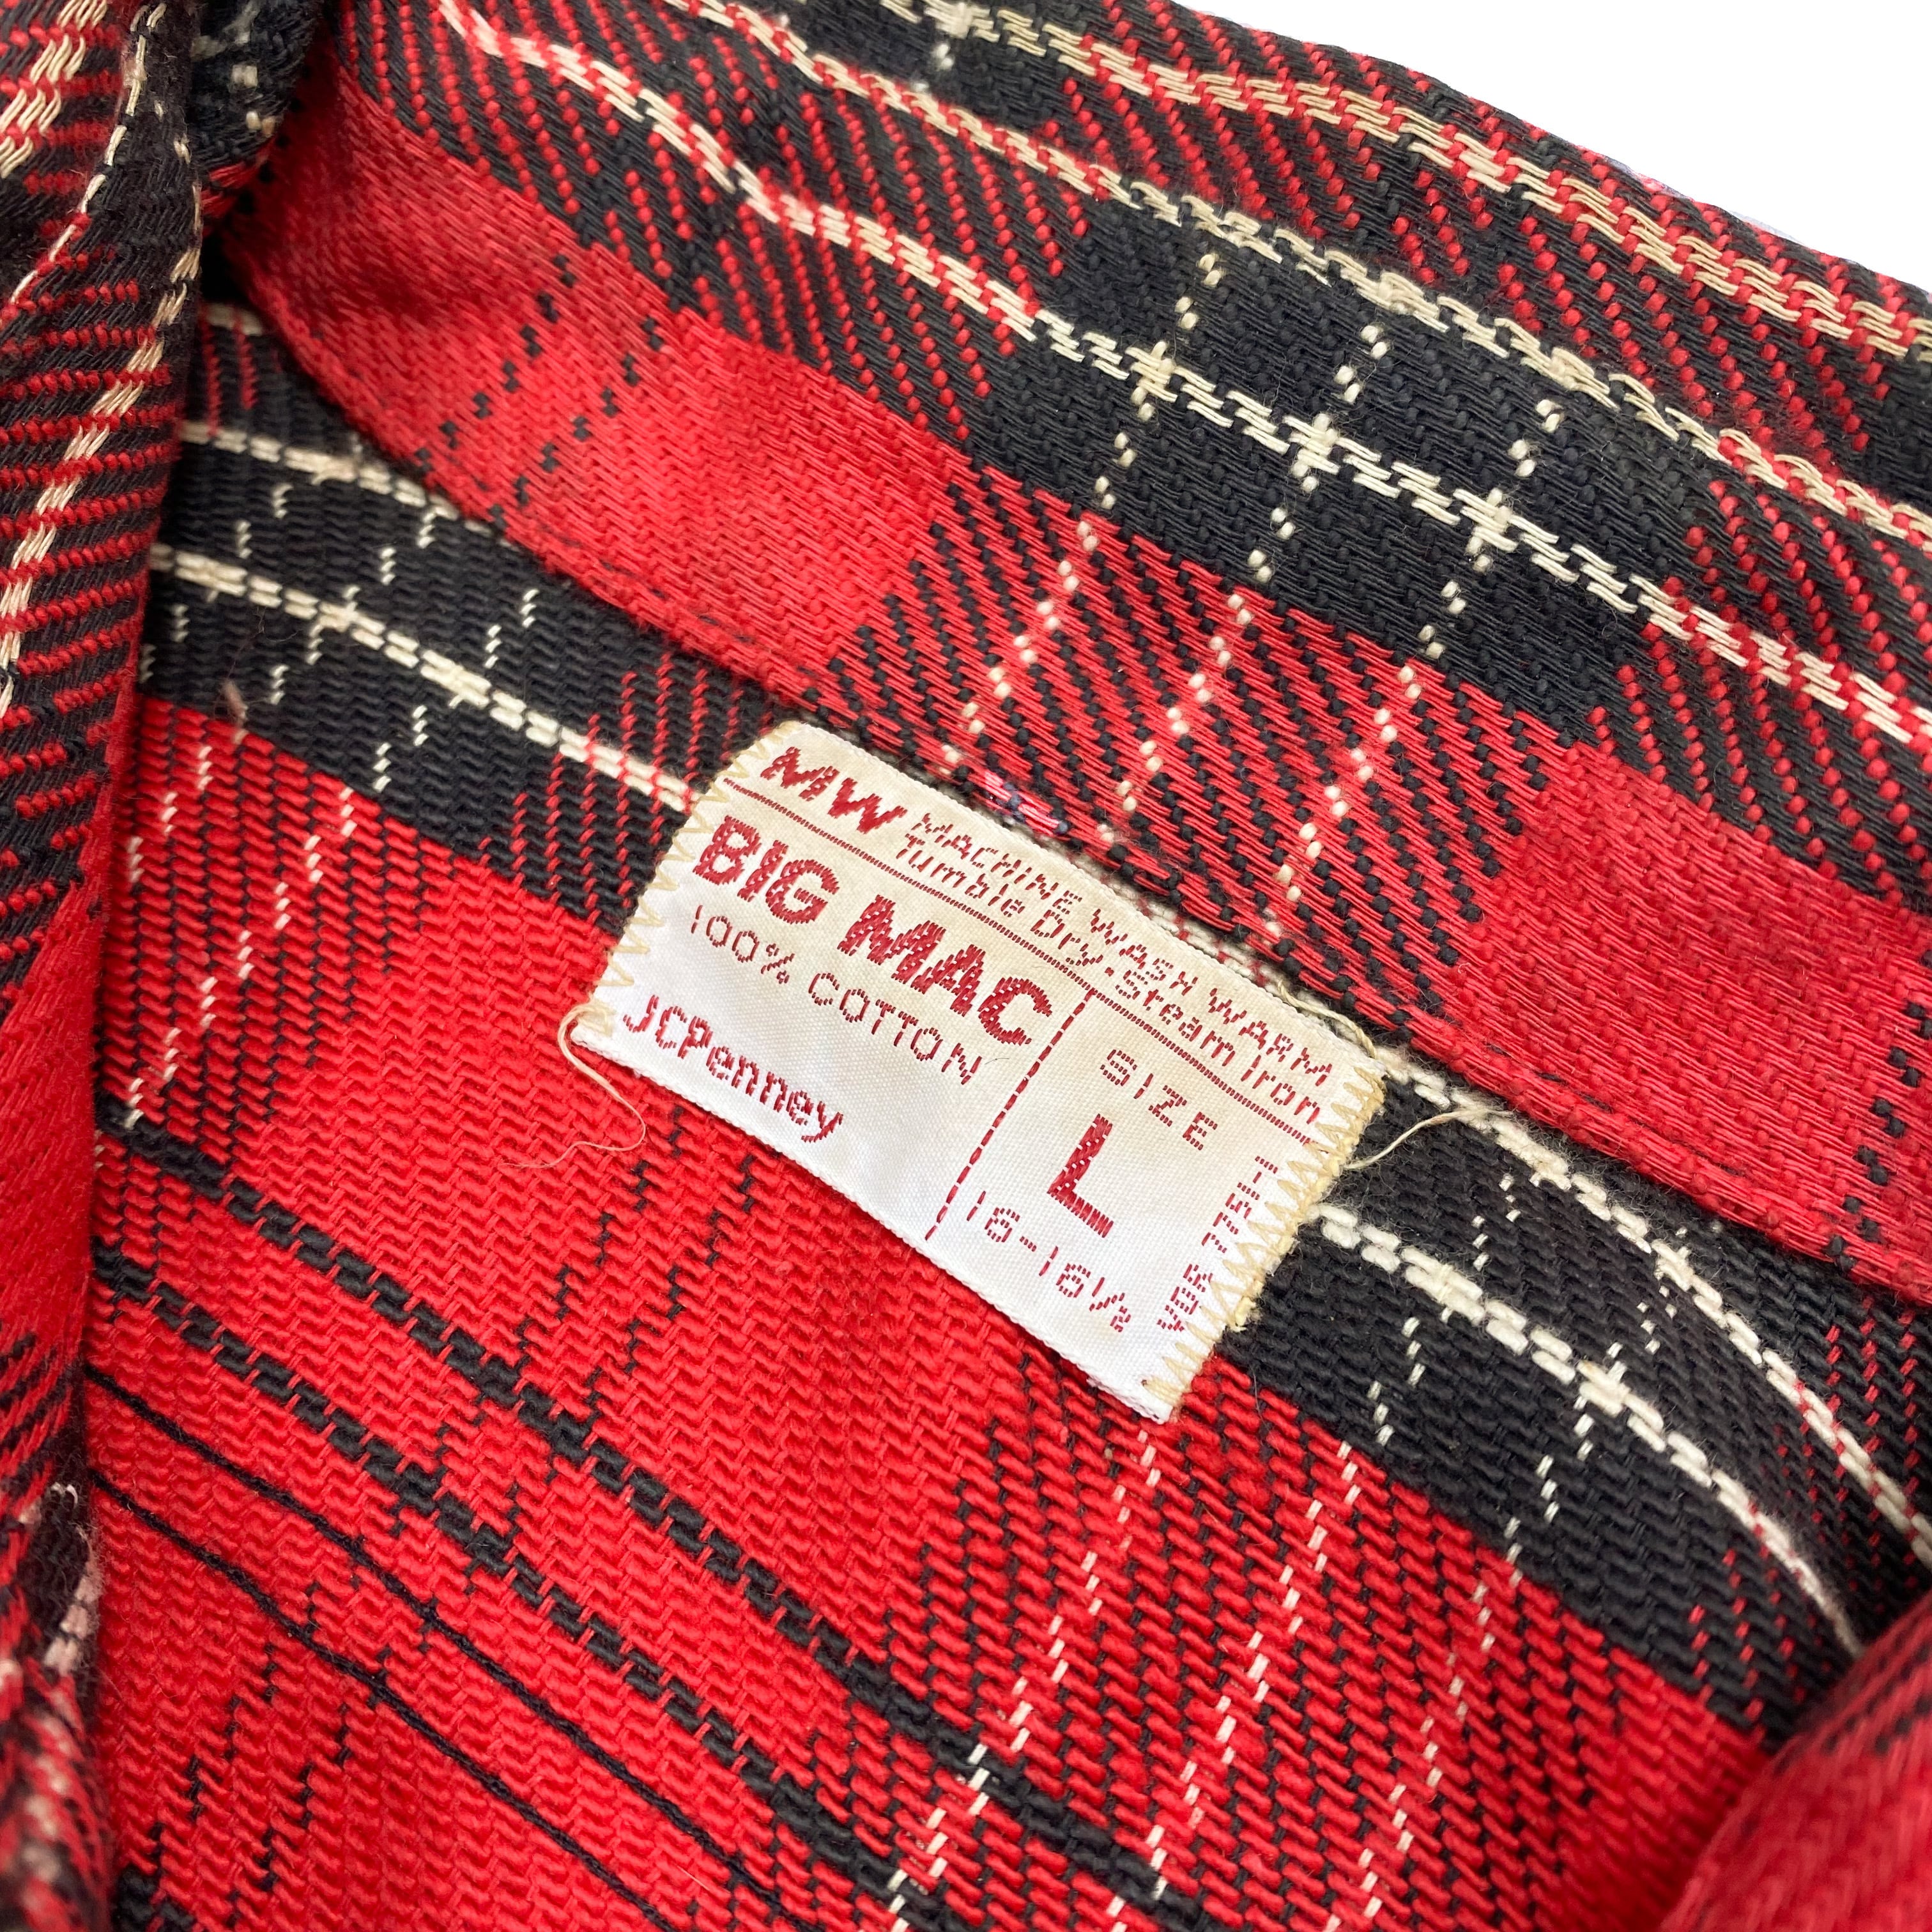 MW MACHINE WASH WARM
Tumble Dry. Steam Iron
BIG MAC
100% COTTON
JCPenney
SIZE
L
16-16½